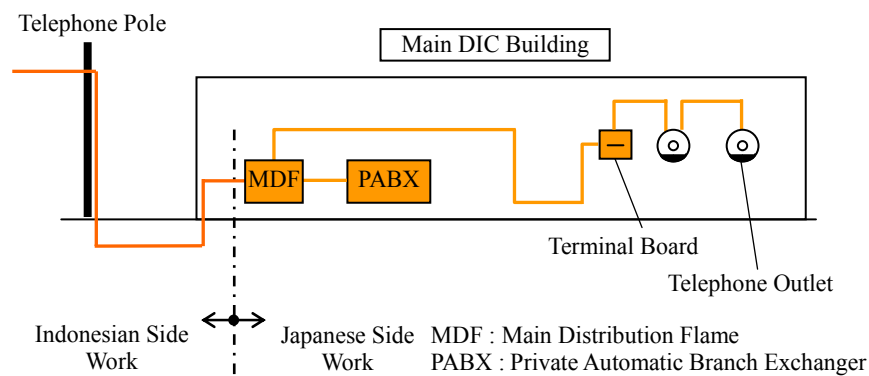 Telephone Pole
Main DIC Building
MDF
PABX
Terminal Board
Telephone Outlet
Indonesian Side
Work
Japanese Side
Work
MDF : Main Distribution Flame
PABX : Private Automatic Branch Exchanger